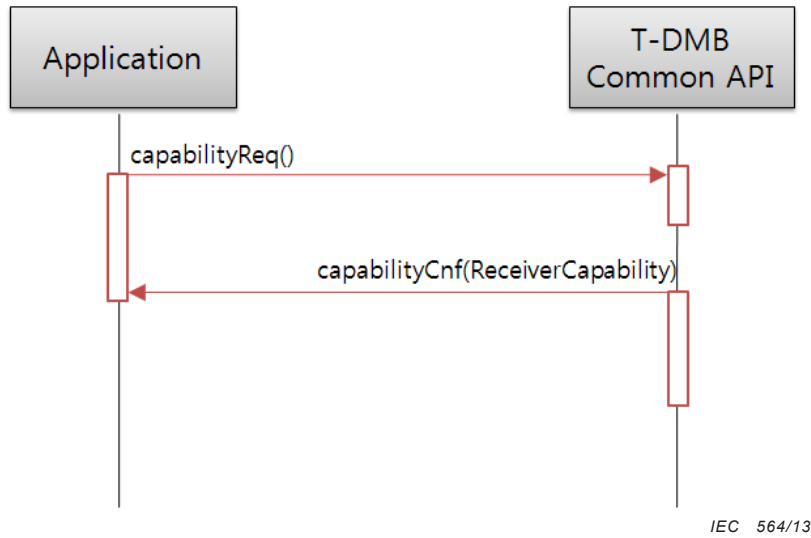 Application
T-DMB
Common API
capabilityReq()
capabilityCnf(ReceiverCapability)
IEC 564/13